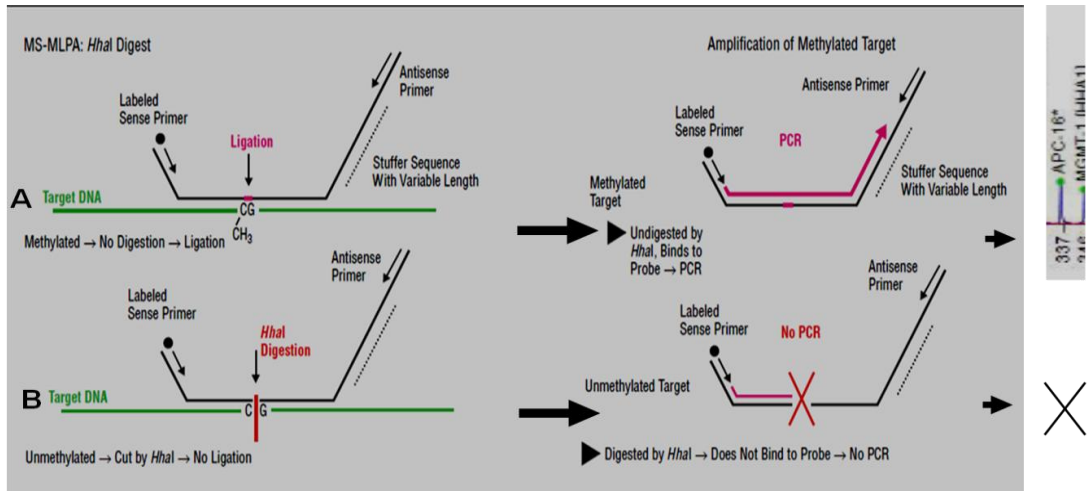 MS-MLPA: HhaI Digest
Labeled
Sense Primer
Ligation
Antisense
Primer
Stuffer Sequence
With Variable Length
A
Target DNA
CG
CH3
Methylated → No Digestion → Ligation
Labeled
Sense Primer
HhaI
Digestion
Antisense
Primer
B
Target DNA
C G
Unmethylated → Cut by HhaI → No Ligation
Amplification of Methylated Target
Antisense Primer
Labeled
Sense Primer
PCR
Stuffer Sequence
With Variable Length
Methylated
Target
Undigested by
HhaI, Binds to
Probe → PCR
Antisense
Primer
Labeled
Sense Primer
No PCR
Unmethylated Target
Digested by HhaI → Does Not Bind to Probe → No PCR
APC-16*
MGMT-1 (HHA1)
337